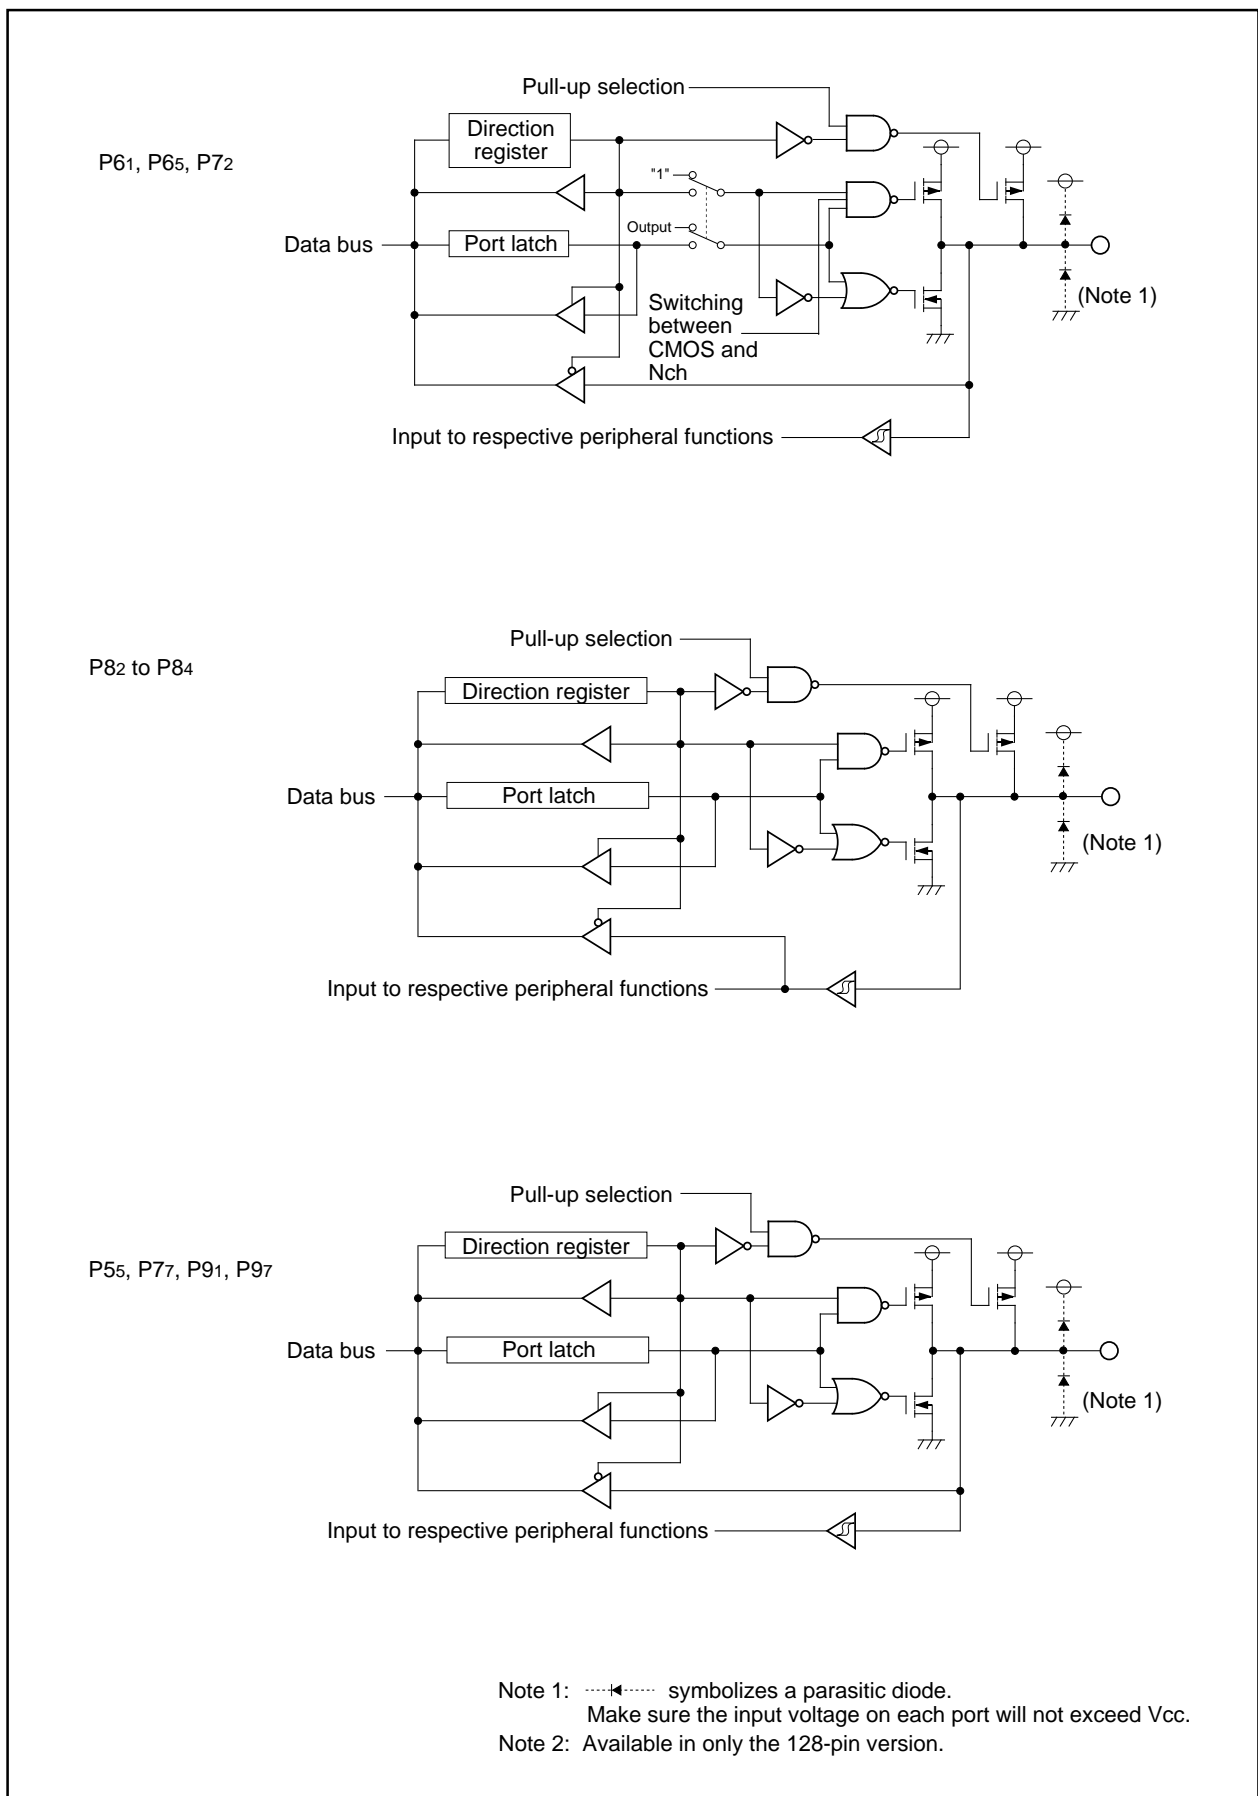 Pull-up selection
Direction
register
P61, P65, P72
"1"
Output
Data bus
Port latch
Switching
between
CMOS and
Nch
(Note 1)
Input to respective peripheral functions
Pull-up selection
P82 to P84
Direction register
Data bus
Port latch
(Note 1)
Input to respective peripheral functions
Pull-up selection
Direction register
P55, P77, P91, P97
Data bus
Port latch
(Note 1)
Input to respective peripheral functions
Note 1: symbolizes a parasitic diode.
Make sure the input voltage on each port will not exceed Vcc.
Note 2: Available in only the 128-pin version.